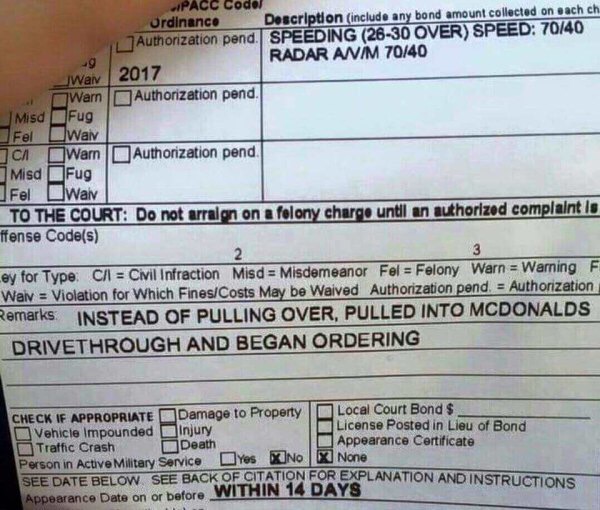 PACC Code/
Ordinance Description (include any bond amount collected on each ch
Authorization pend. SPEEDING (26-30 OVER) SPEED: 70/40
RADAR A/V/M 70/40
Waiv 2017
Warn Authorization pend.
Misd Fug
Fel Waiv
C/I Warn Authorization pend.
Misd Fug
Fel Waiv
TO THE COURT: Do not arraign on a felony charge until an authorized complaint is
ffense Code(s)
2 3
ey for Type: C/I = Civil Infraction Misd = Misdemeanor Fel = Felony Warn = Warning F
Waiv = Violation for Which Fines/Costs May be Waived Authorization pend. = Authorization
Remarks INSTEAD OF PULLING OVER, PULLED INTO MCDONALDS
DRIVETHROUGH AND BEGAN ORDERING
CHECK IF APPROPRIATE Damage to Property Local Court Bond $
Vehicle Impounded Injury License Posted in Lieu of Bond
Traffic Crash Death Appearance Certificate
Person in Active Military Service Yes X No X None
SEE DATE BELOW. SEE BACK OF CITATION FOR EXPLANATION AND INSTRUCTIONS
Appearance Date on or before WITHIN 14 DAYS